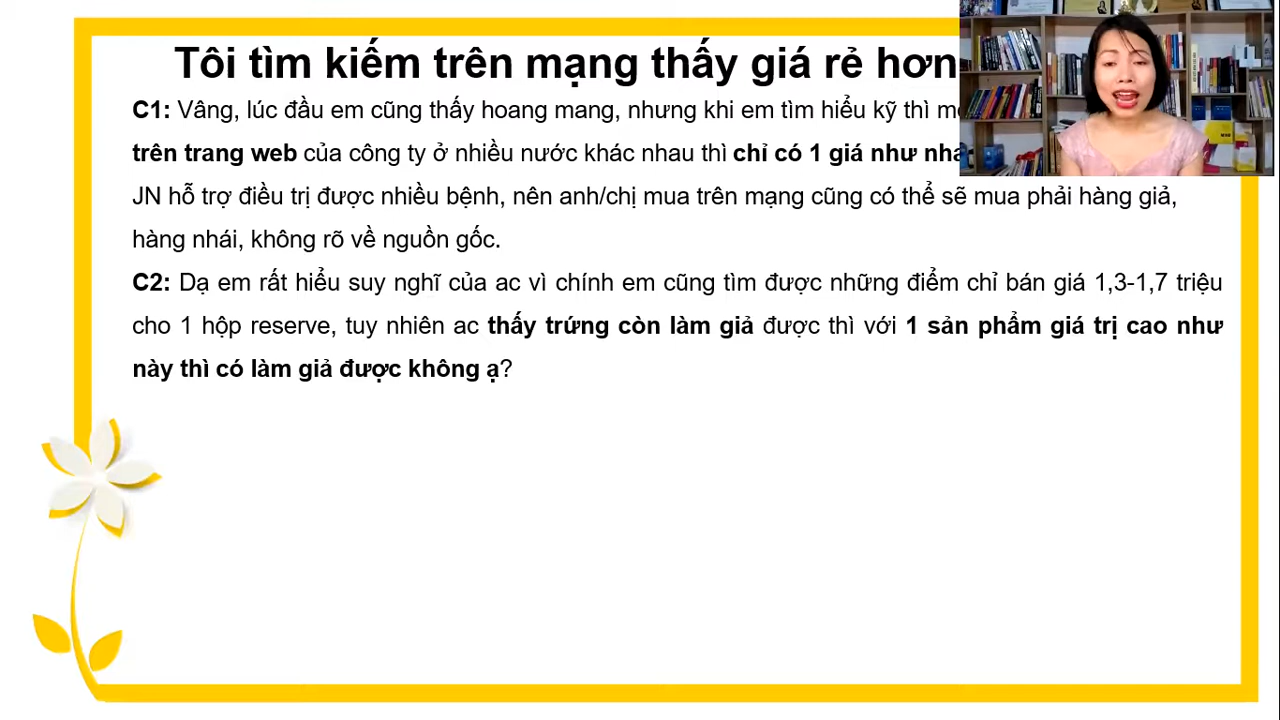 Tôi tìm kiếm trên mạng thấy giá rẻ hơn
C1: Vâng, lúc đầu em cũng thấy hoang mang, nhưng khi em tìm hiểu kỹ thì
trên trang web của công ty ở nhiều nước khác nhau thì chỉ có 1 giá như
JN hỗ trợ điều trị được nhiều bệnh, nên anh/chị mua trên mạng cũng có thể sẽ mua phải hàng giả,
hàng nhái, không rõ về nguồn gốc.
C2: Dạ em rất hiểu suy nghĩ của ac vì chính em cũng tìm được những điểm chỉ bán giá 1,3-1,7 triệu
cho 1 hộp reserve, tuy nhiên ac thấy trứng còn làm giả được thì với 1 sản phẩm giá trị cao như
này thì có làm giả được không ạ?